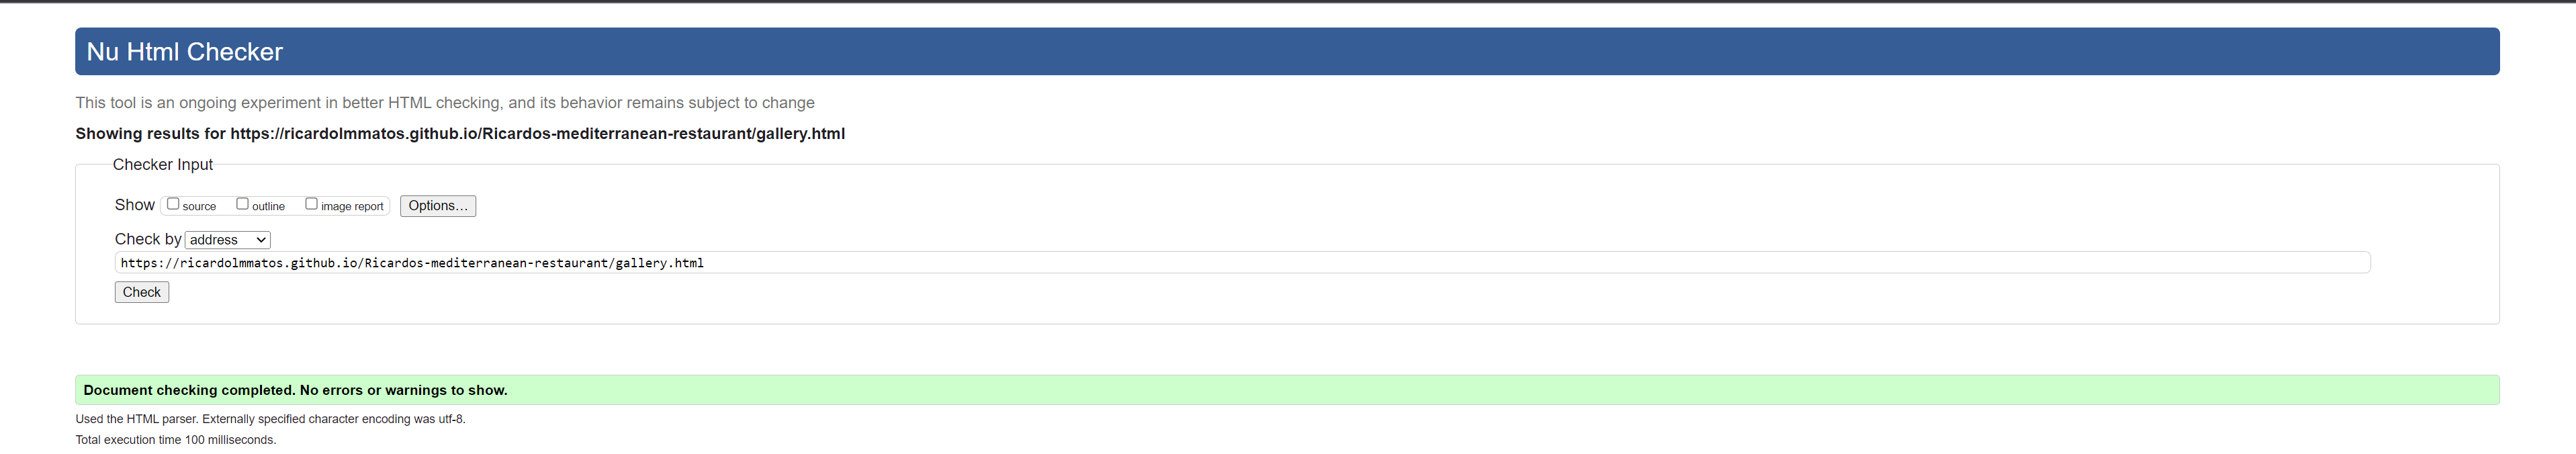 Nu Html Checker
This tool is an ongoing experiment in better HTML checking, and its behavior remains subject to change
Showing results for https://ricardolmmatos.github.io/Ricardos-mediterranean-restaurant/gallery.html
Checker Input
Show source outline image report Options...
Check by address
https://ricardolmmatos.github.io/Ricardos-mediterranean-restaurant/gallery.html
Check
Document checking completed. No errors or warnings to show.
Used the HTML parser. Externally specified character encoding was utf-8.
Total execution time 100 milliseconds.